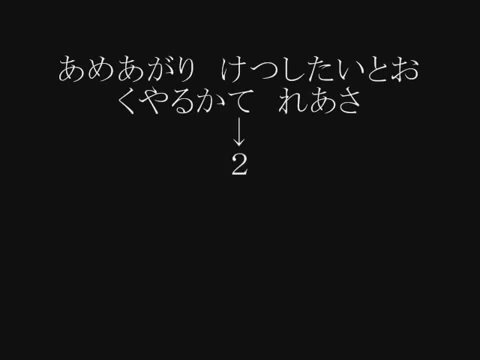 あめあがり　けつしたいとお
くやるかて　れあさ
↓
２